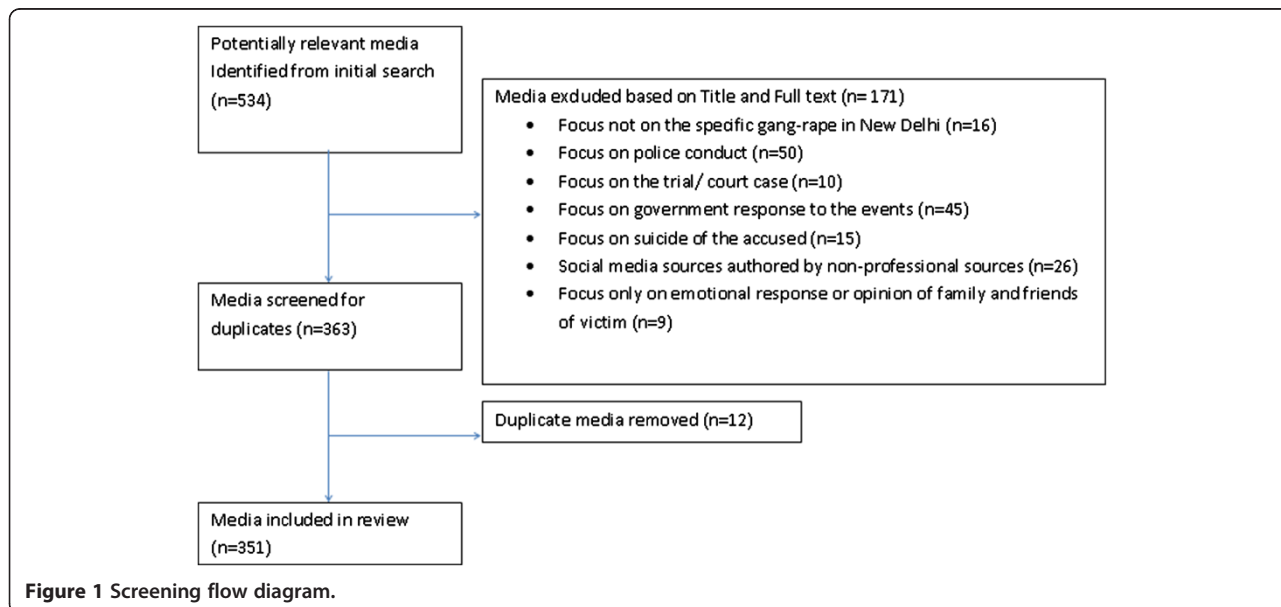 Potentially relevant media
Identified from initial search
(n=534)
Media excluded based on Title and Full text (n= 171)
• Focus not on the specific gang-rape in New Delhi (n=16)
• Focus on police conduct (n=50)
• Focus on the trial/ court case (n=10)
• Focus on government response to the events (n=45)
• Focus on suicide of the accused (n=15)
• Social media sources authored by non-professional sources (n=26)
• Focus only on emotional response or opinion of family and friends
of victim (n=9)
Media screened for
duplicates (n=363)
Duplicate media removed (n=12)
Media included in review
(n=351)
Figure 1 Screening flow diagram.